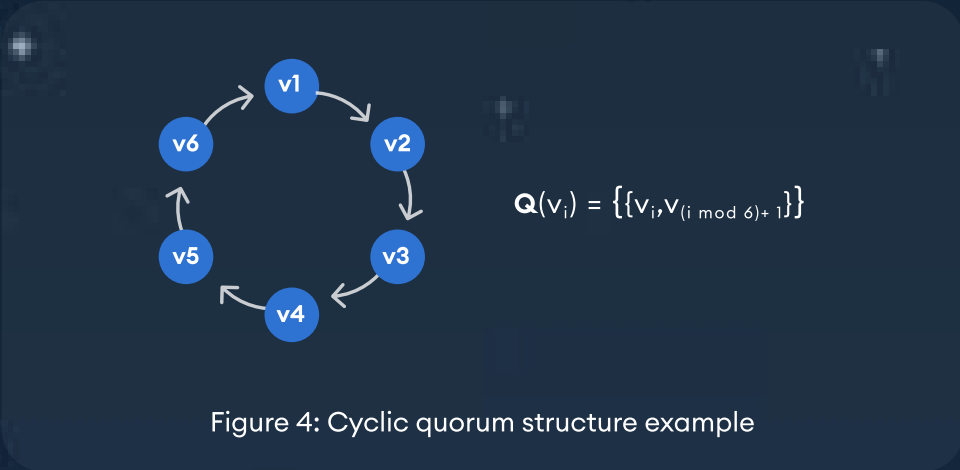 v1
v6
v2
Q(vᵢ) = {{vᵢ,v₍ᵢ mod 6)+ 1}}
v5
v3
v4
Figure 4: Cyclic quorum structure example